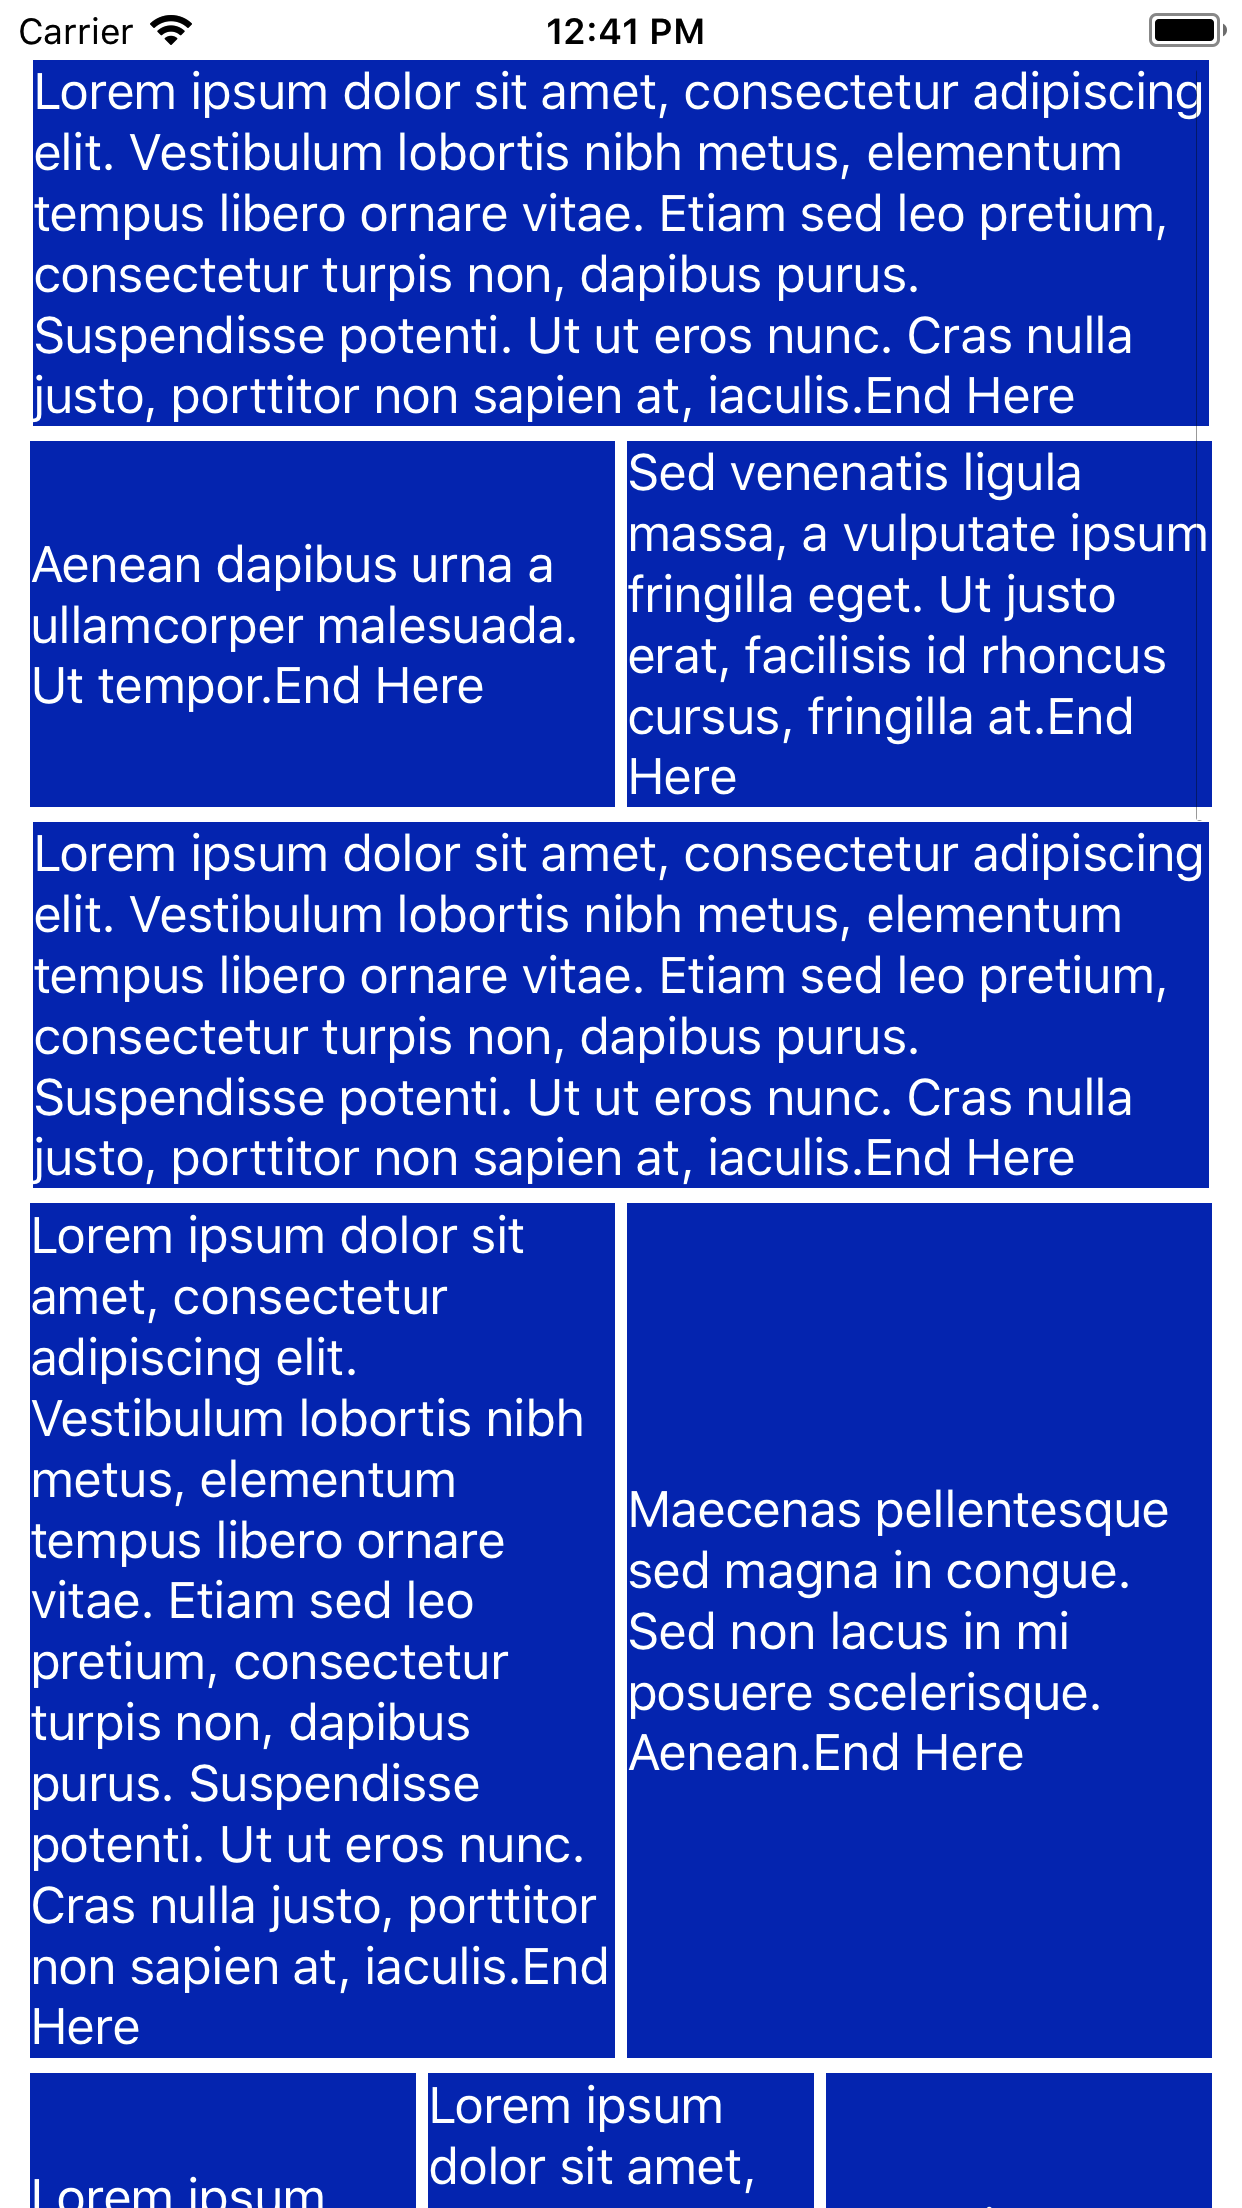 Carrier 12:41 PM
Lorem ipsum dolor sit amet, consectetur adipiscing
elit. Vestibulum lobortis nibh metus, elementum
tempus libero ornare vitae. Etiam sed leo pretium,
consectetur turpis non, dapibus purus.
Suspendisse potenti. Ut ut eros nunc. Cras nulla
justo, porttitor non sapien at, iaculis.End Here
Aenean dapibus urna a
ullamcorper malesuada.
Ut tempor.End Here
Sed venenatis ligula
massa, a vulputate ipsum
fringilla eget. Ut justo
erat, facilisis id rhoncus
cursus, fringilla at.End
Here
Lorem ipsum dolor sit amet, consectetur adipiscing
elit. Vestibulum lobortis nibh metus, elementum
tempus libero ornare vitae. Etiam sed leo pretium,
consectetur turpis non, dapibus purus.
Suspendisse potenti. Ut ut eros nunc. Cras nulla
justo, porttitor non sapien at, iaculis.End Here
Lorem ipsum dolor sit
amet, consectetur
adipiscing elit.
Vestibulum lobortis nibh
metus, elementum
tempus libero ornare
vitae. Etiam sed leo
pretium, consectetur
turpis non, dapibus
purus. Suspendisse
potenti. Ut ut eros nunc.
Cras nulla justo, porttitor
non sapien at, iaculis.End
Here
Maecenas pellentesque
sed magna in congue.
Sed non lacus in mi
posuere scelerisque.
Aenean.End Here
Lorem ipsum
Lorem ipsum
dolor sit amet,